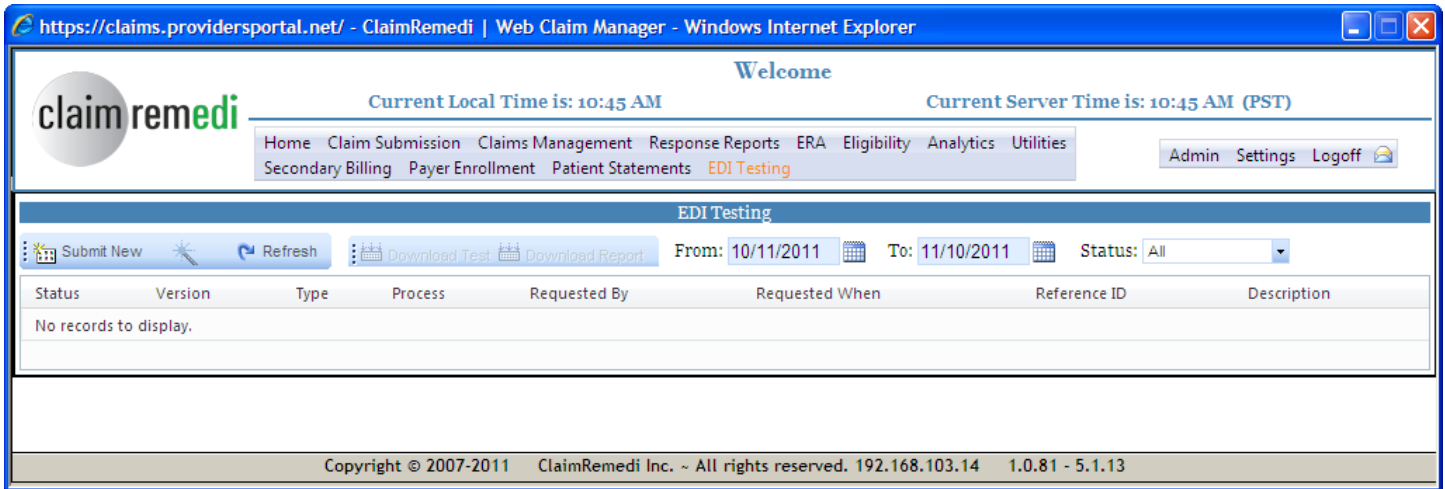 https://claims.providersportal.net/ - ClaimRemedi | Web Claim Manager - Windows Internet Explorer
claim remedi
Welcome
Current Local Time is: 10:45 AM Current Server Time is: 10:45 AM (PST)
Home Claim Submission Claims Management Response Reports ERA Eligibility Analytics Utilities
Secondary Billing Payer Enrollment Patient Statements EDI Testing
Admin Settings Logoff
EDI Testing
Submit New Refresh Download Test Download Report From: 10/11/2011 To: 11/10/2011 Status: All
Status Version Type Process Requested By Requested When Reference ID Description
No records to display.
Copyright © 2007-2011 ClaimRemedi Inc. ~ All rights reserved. 192.168.103.14 1.0.81 - 5.1.13